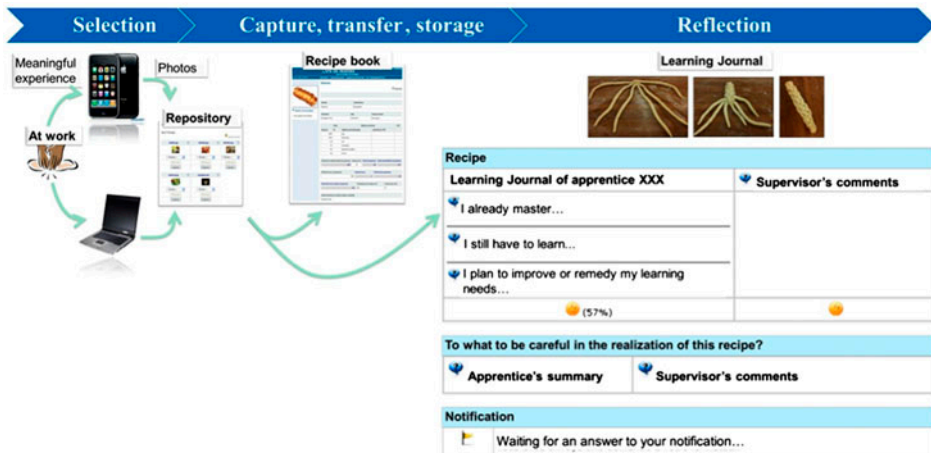 Selection
Capture, transfer, storage
Reflection
Meaningful
experience
Photos
At work
Repository
Recipe book
Learning Journal
Recipe
Learning Journal of apprentice XXX
Supervisor's comments
I already master...
I still have to learn...
I plan to improve or remedy my learning
needs...
(57%)
To what to be careful in the realization of this recipe?
Apprentice's summary
Supervisor's comments
Notification
Waiting for an answer to your notification...